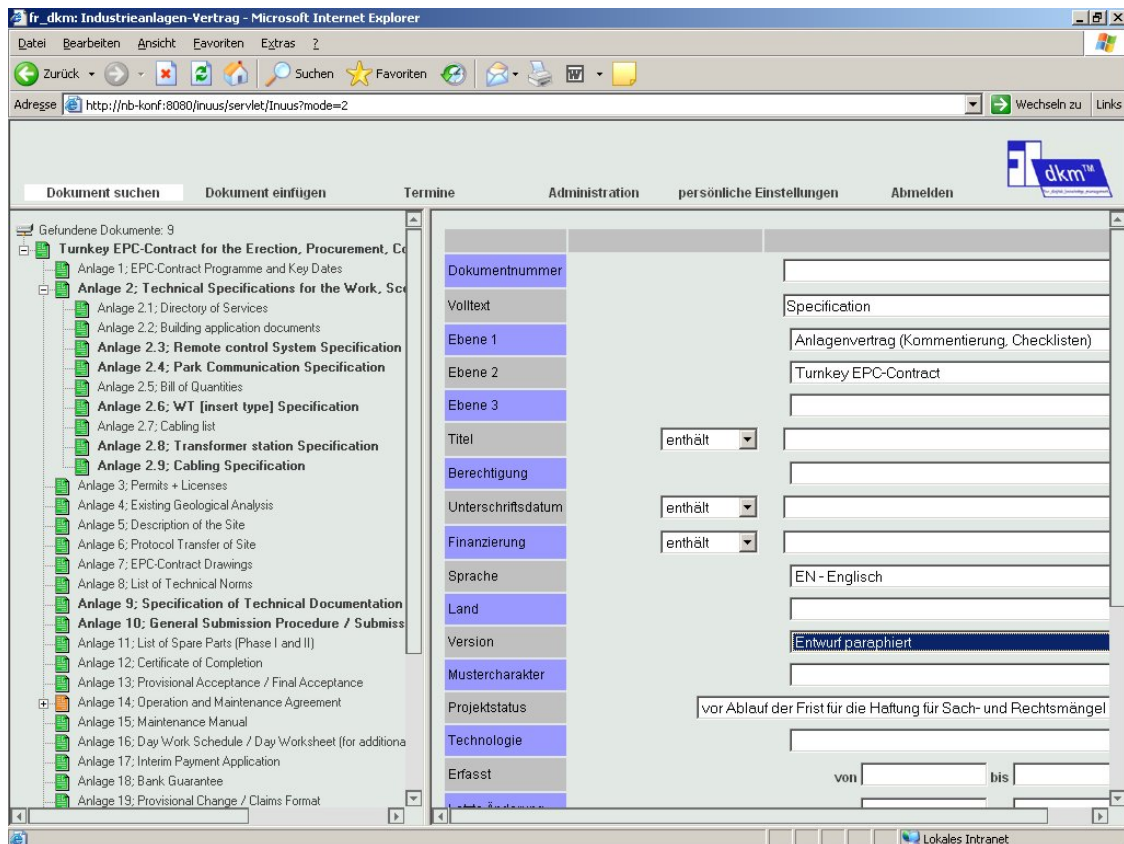 fr_dkm: Industrieanlagen-Vertrag - Microsoft Internet Explorer
Datei Bearbeiten Ansicht Favoriten Extras ?
Zurück Suchen Favoriten
Adresse http://nb-konf:8080/inuus/servlet/Inuus?mode=2 Wechseln zu Links
dkm™
Dokument suchen Dokument einfügen Termine Administration persönliche Einstellungen Abmelden
Gefundene Dokumente: 9
Turnkey EPC-Contract for the Erection, Procurement, Co
Anlage 1; EPC-Contract Programme and Key Dates
Anlage 2; Technical Specifications for the Work, Sce
Anlage 2.1; Directory of Services
Anlage 2.2; Building application documents
Anlage 2.3; Remote control System Specification
Anlage 2.4; Park Communication Specification
Anlage 2.5; Bill of Quantities
Anlage 2.6; WT [insert type] Specification
Anlage 2.7; Cabling list
Anlage 2.8; Transformer station Specification
Anlage 2.9; Cabling Specification
Anlage 3; Permits + Licenses
Anlage 4; Existing Geological Analysis
Anlage 5; Description of the Site
Anlage 6; Protocol Transfer of Site
Anlage 7; EPC-Contract Drawings
Anlage 8; List of Technical Norms
Anlage 9; Specification of Technical Documentation
Anlage 10; General Submission Procedure / Submiss
Anlage 11; List of Spare Parts (Phase I and II)
Anlage 12; Certificate of Completion
Anlage 13; Provisional Acceptance / Final Acceptance
Anlage 14; Operation and Maintenance Agreement
Anlage 15; Maintenance Manual
Anlage 16; Day Work Schedule / Day Worksheet (for additiona
Anlage 17; Interim Payment Application
Anlage 18; Bank Guarantee
Anlage 19; Provisional Change / Claims Format
Dokumentnummer
Volltext Specification
Ebene 1 Anlagenvertrag (Kommentierung, Checklisten)
Ebene 2 Turnkey EPC-Contract
Ebene 3
Titel enthält
Berechtigung
Unterschriftsdatum enthält
Finanzierung enthält
Sprache EN - Englisch
Land
Version Entwurf paraphiert
Mustercharakter
Projektstatus vor Ablauf der Frist für die Haftung für Sach- und Rechtsmängel
Technologie
Erfasst von bis
Letzte Änderung
Lokales Intranet